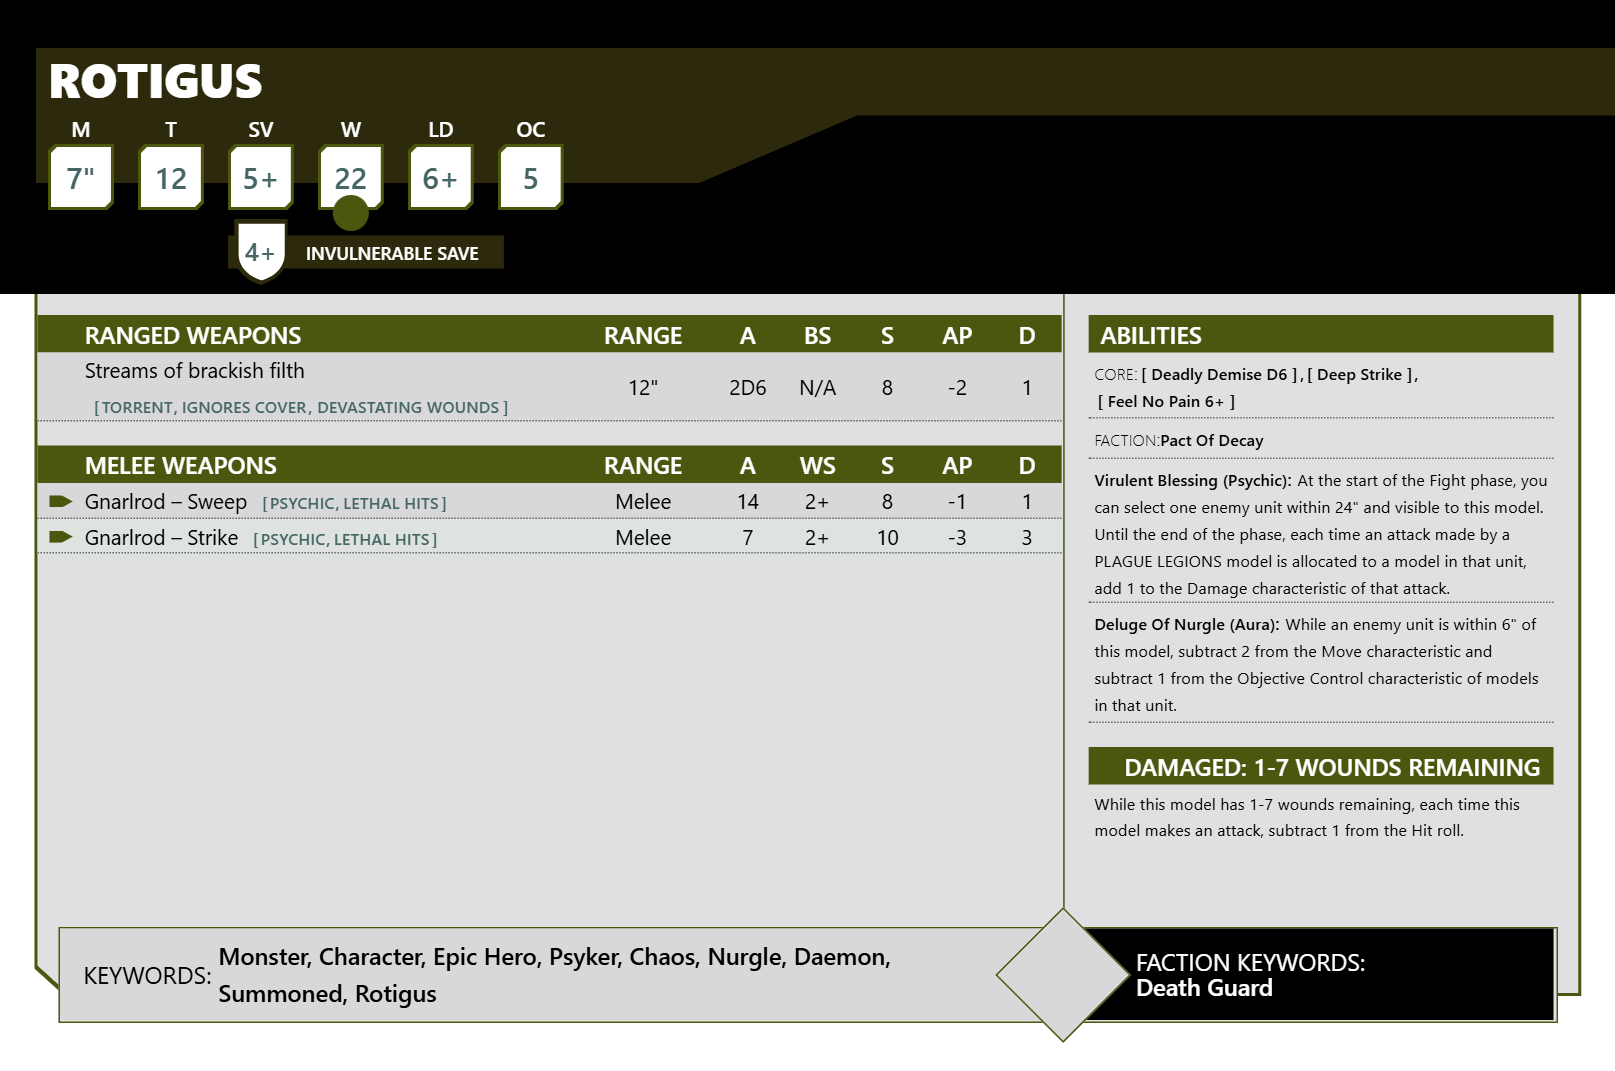 ROTIGUS
M T SV W LD OC
7" 12 5+ 22 6+ 5
4+ INVULNERABLE SAVE
RANGED WEAPONS RANGE A BS S AP D
Streams of brackish filth 12" 2D6 N/A 8 -2 1
[ TORRENT, IGNORES COVER, DEVASTATING WOUNDS ]
MELEE WEAPONS RANGE A WS S AP D
Gnarlrod – Sweep [ PSYCHIC, LETHAL HITS ] Melee 14 2+ 8 -1 1
Gnarlrod – Strike [ PSYCHIC, LETHAL HITS ] Melee 7 2+ 10 -3 3
ABILITIES
CORE: [ Deadly Demise D6 ] , [ Deep Strike ] ,
[ Feel No Pain 6+ ]
FACTION:Pact Of Decay
Virulent Blessing (Psychic): At the start of the Fight phase, you
can select one enemy unit within 24" and visible to this model.
Until the end of the phase, each time an attack made by a
PLAGUE LEGIONS model is allocated to a model in that unit,
add 1 to the Damage characteristic of that attack.
Deluge Of Nurgle (Aura): While an enemy unit is within 6" of
this model, subtract 2 from the Move characteristic and
subtract 1 from the Objective Control characteristic of models
in that unit.
DAMAGED: 1-7 WOUNDS REMAINING
While this model has 1-7 wounds remaining, each time this
model makes an attack, subtract 1 from the Hit roll.
KEYWORDS: Monster, Character, Epic Hero, Psyker, Chaos, Nurgle, Daemon,
Summoned, Rotigus
FACTION KEYWORDS:
Death Guard